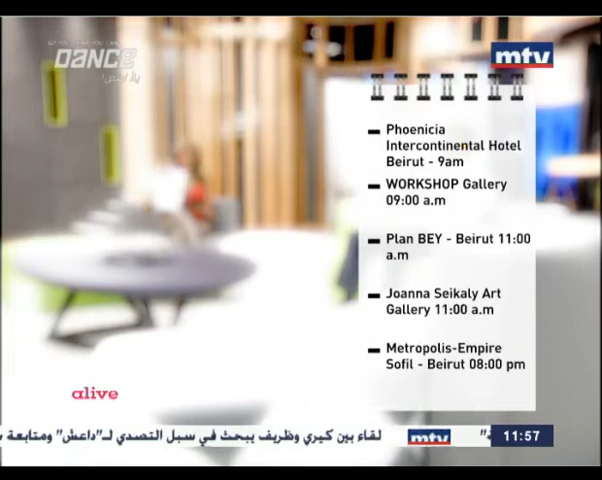 DANCE
يلا نرقص!
mtv
Phoenicia
Intercontinental Hotel
Beirut - 9am
WORKSHOP Gallery
09:00 a.m
Plan BEY - Beirut 11:00
a.m
Joanna Seikaly Art
Gallery 11:00 a.m
Metropolis-Empire
Sofil - Beirut 08:00 pm
alive
mtv لقاء بين كيري وظريف يبحث في سبل التصدي لـ"داعش" ومتابعة
11:57